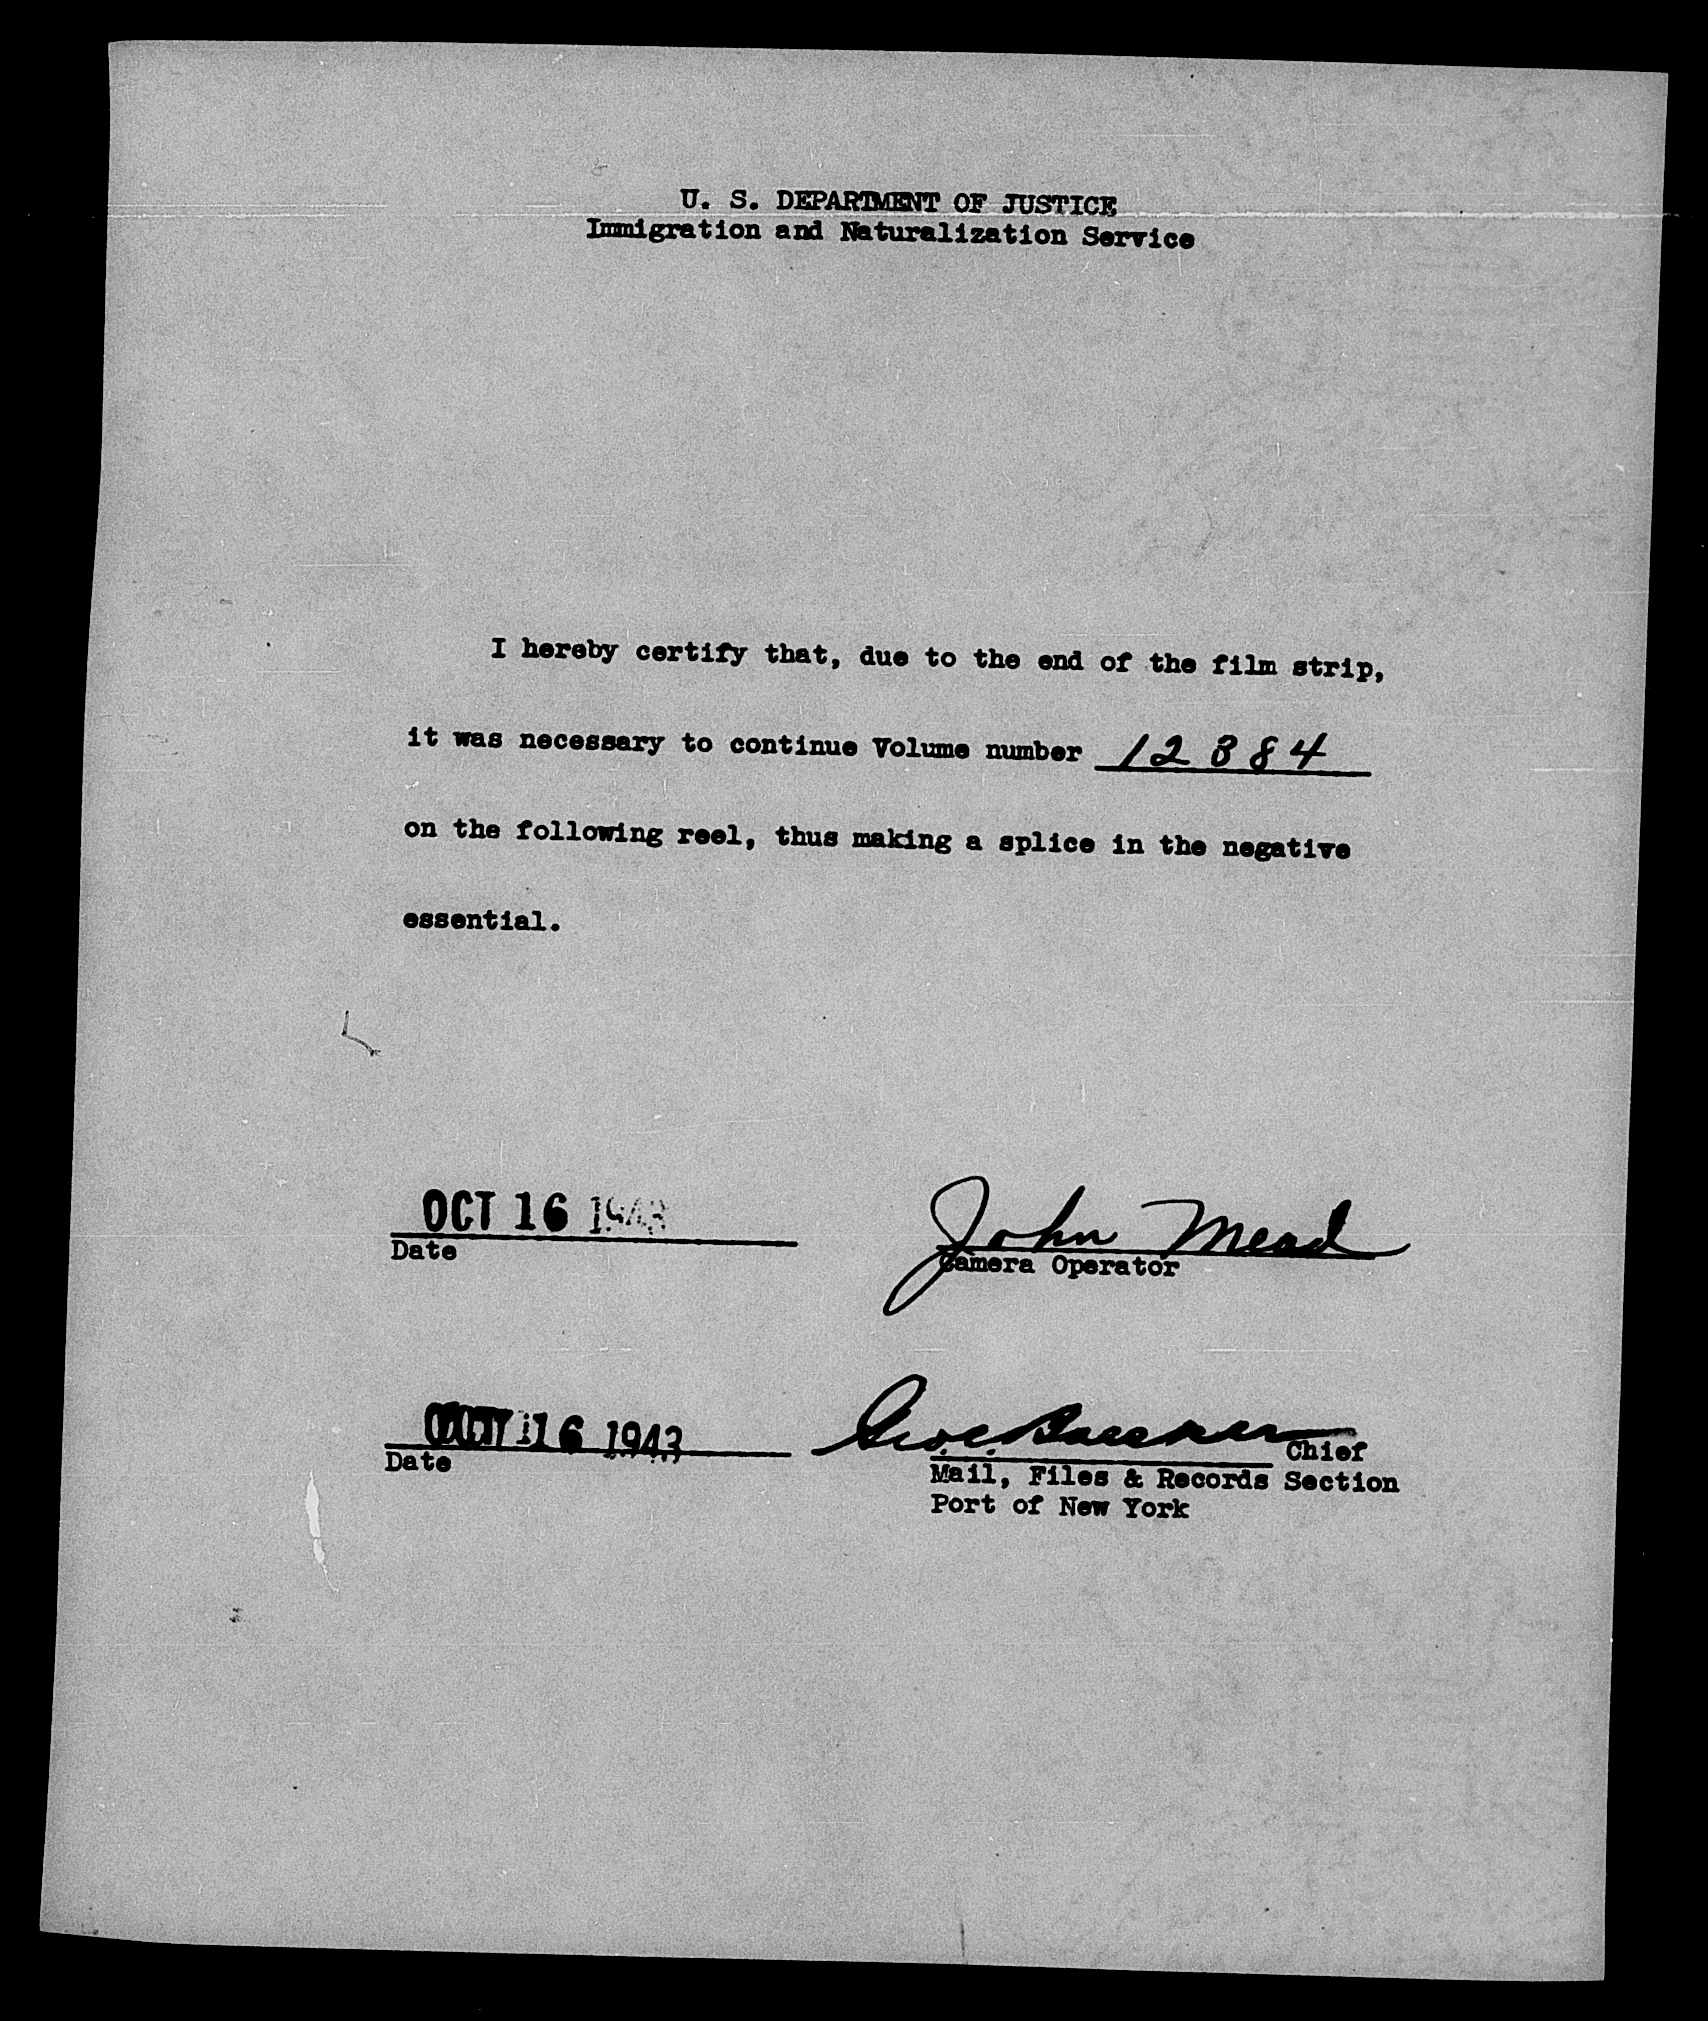 U. S. DEPARTMENT OF JUSTICE
Immigration and Naturalization Service
I hereby certify that, due to the end of the film strip,
it was necessary to continue Volume number 12884
on the following reel, thus making a splice in the negative
essential.
OCT 16 1943
Date
John Mead
Camera Operator
OCT 16 1943
Date
Chief
Mail, Files & Records Section
Port of New York